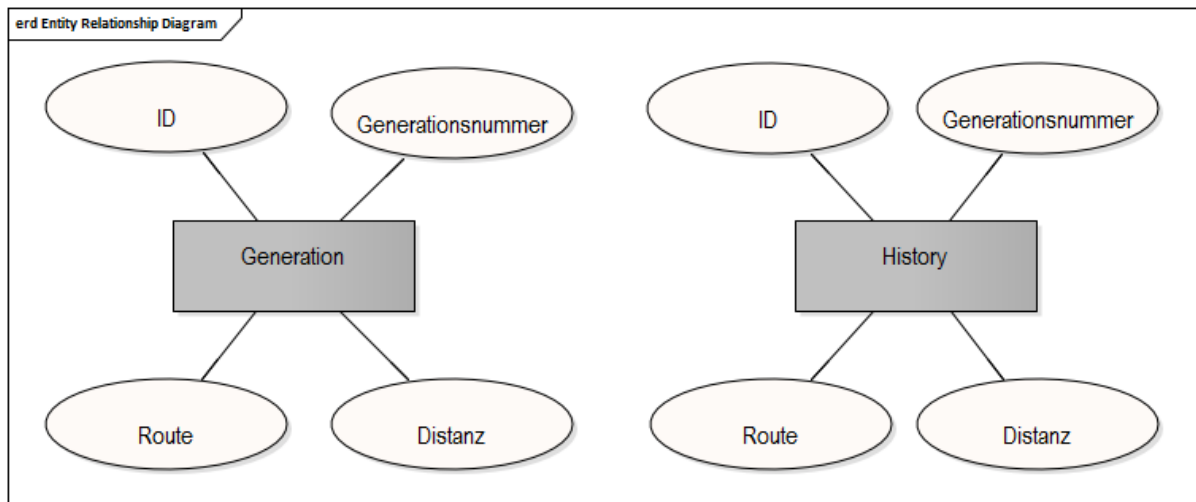 erd Entity Relationship Diagram
ID
Generationsnummer
Generation
Route
Distanz
ID
Generationsnummer
History
Route
Distanz